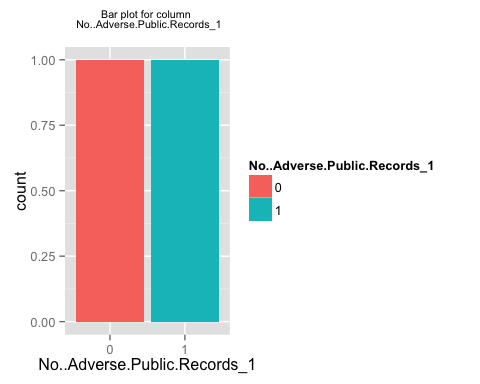 Bar plot for column
No..Adverse.Public.Records_1
1.00
0.75
0.50
0.25
0.00
count
0
1
No..Adverse.Public.Records_1
No..Adverse.Public.Records_1
0
1